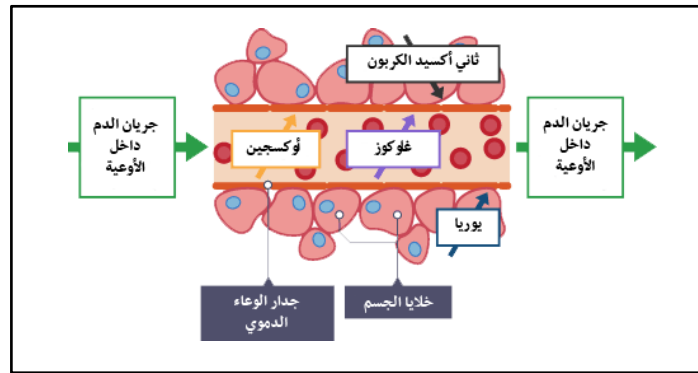 ثاني أكسيد الكربون
جريان الدم
داخل
الأوعية
أوكسجين
غلوكوز
جريان الدم
داخل
الأوعية
يوريا
جدار الوعاء
الدموي
خلايا الجسم